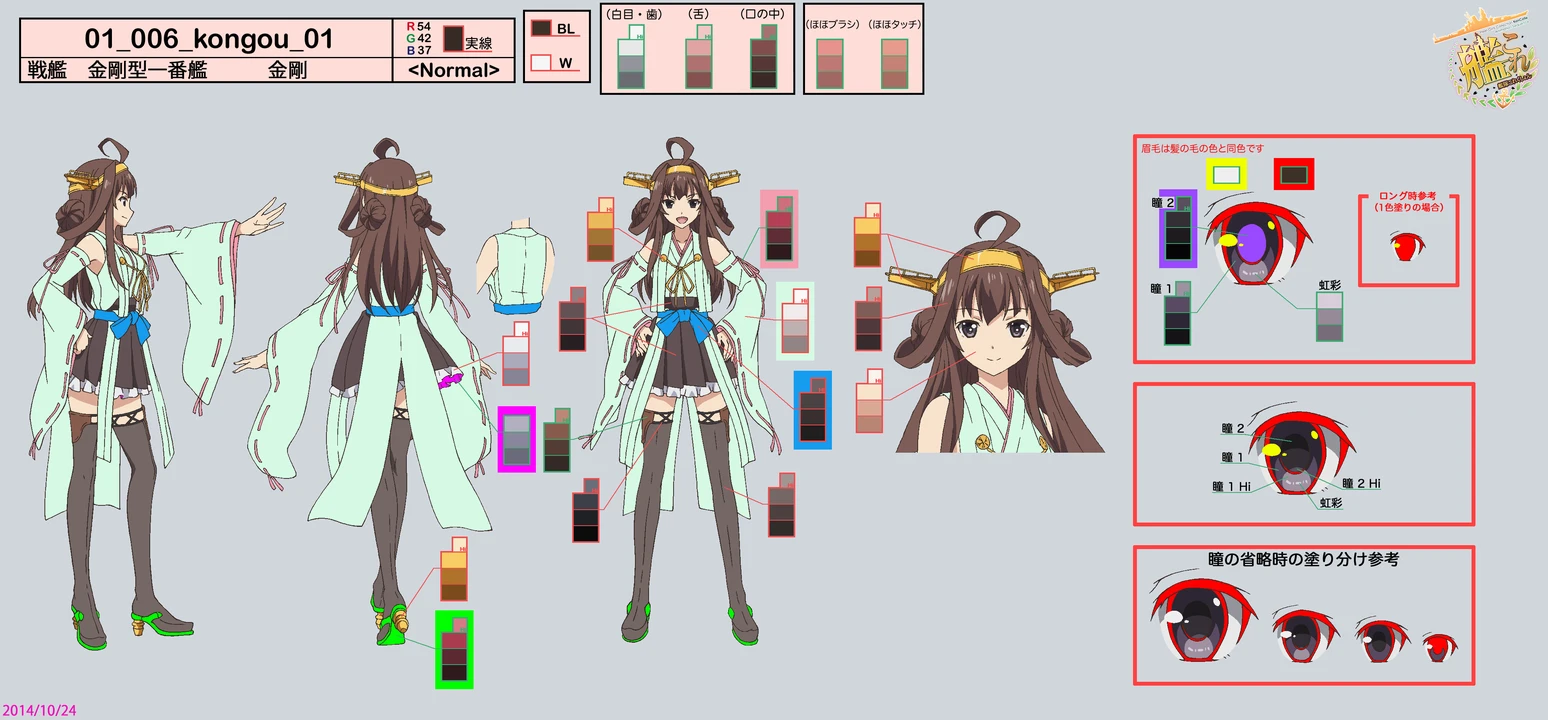 01_006_kongou_01
戦艦 金剛型一番艦 金剛
R 54
G 42
B 37
実線
<Normal>
BL
W
(白目・歯)
(舌)
(口の中)
(ほほブラシ)
(ほほタッチ)
艦これ
眉毛は髪の毛の色と同色です
瞳 2
瞳 1
虹彩
ロング時参考
(1色塗りの場合)
瞳 2
瞳 1
瞳 1 Hi
瞳 2 Hi
虹彩
瞳の省略時の塗り分け参考
2014/10/24